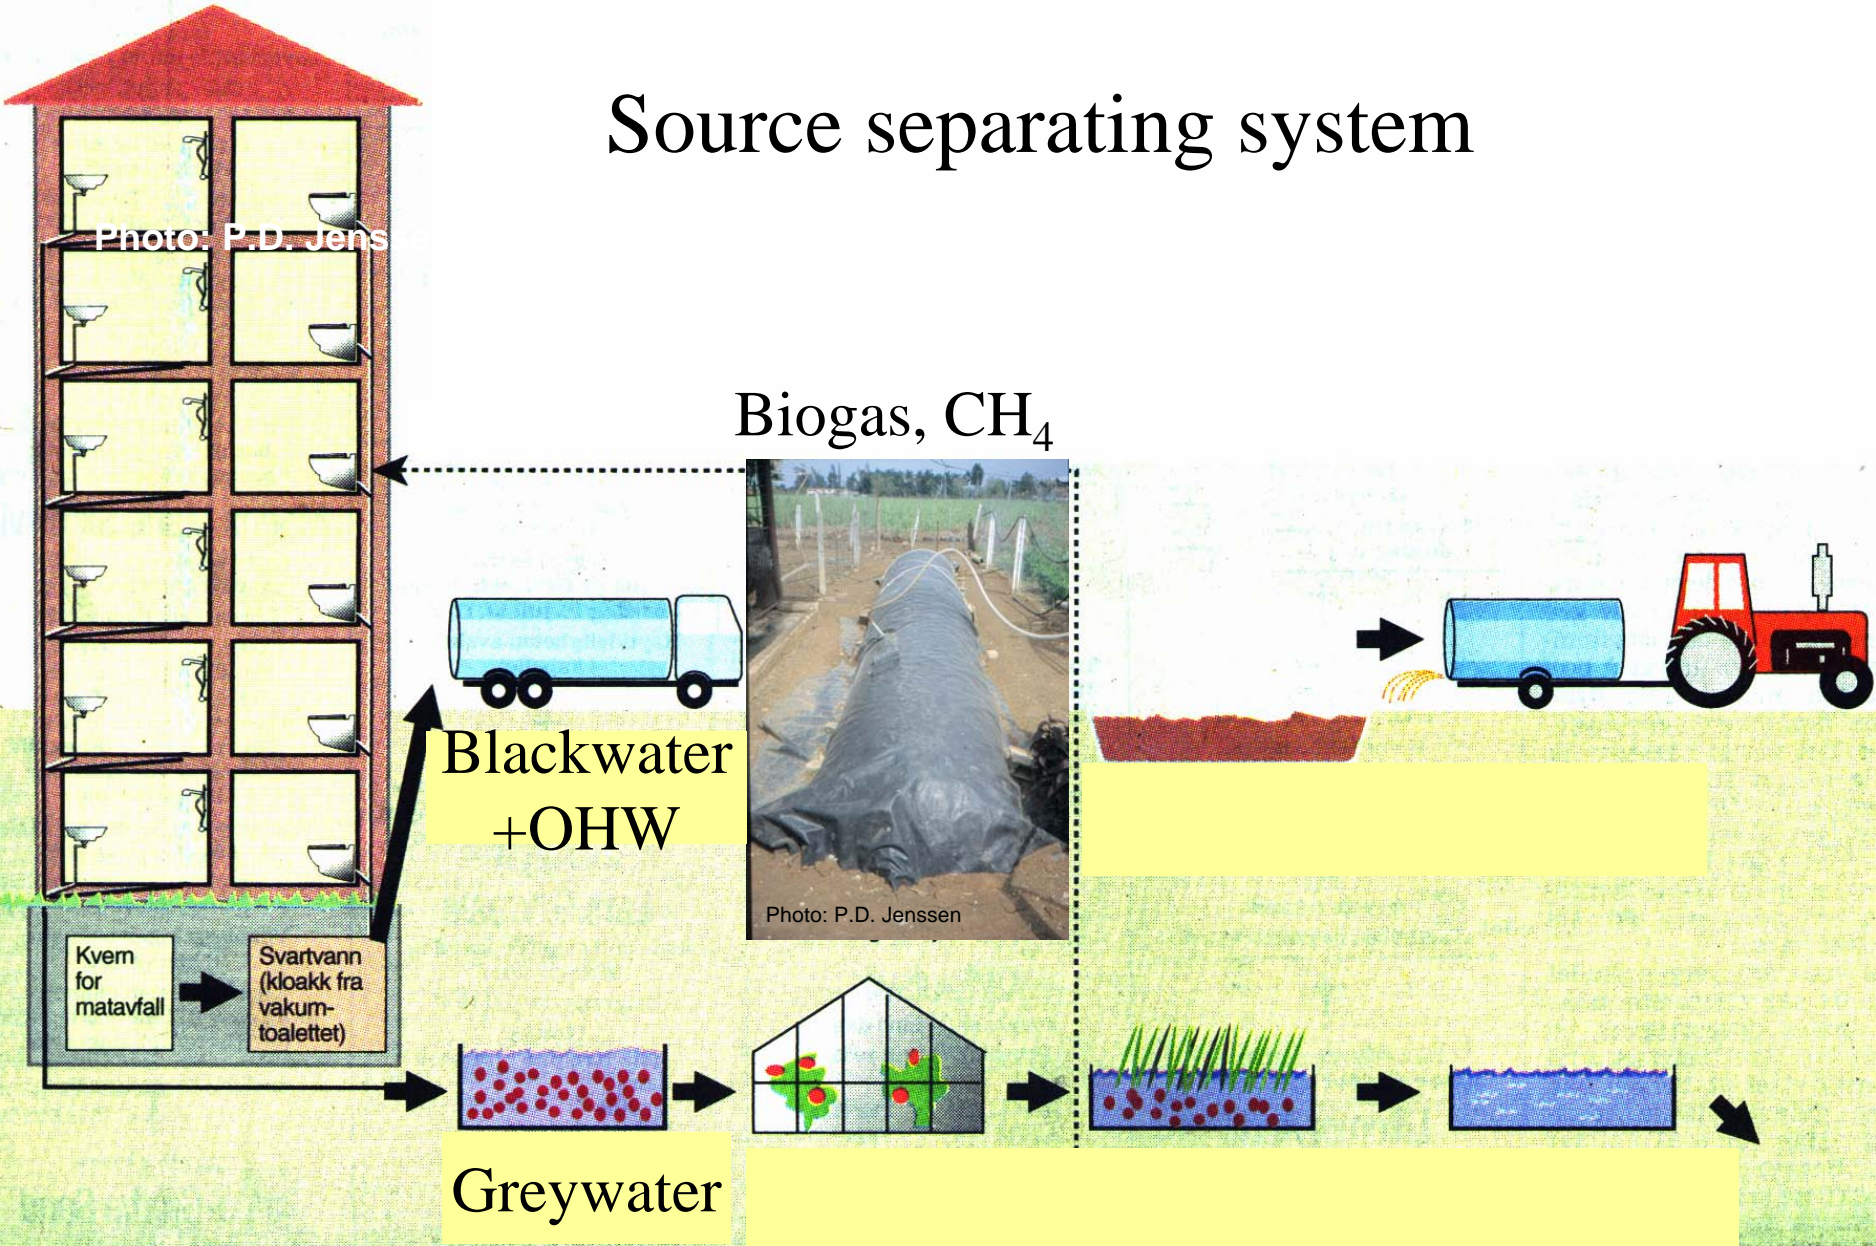 Source separating system
Photo: P.D. Jenss
Biogas, CH₄
Blackwater
+OHW
Photo: P.D. Jenssen
Kvern
for
matavfall
Svartvann
(kloakk fra
vakum-
toalettet)
Greywater